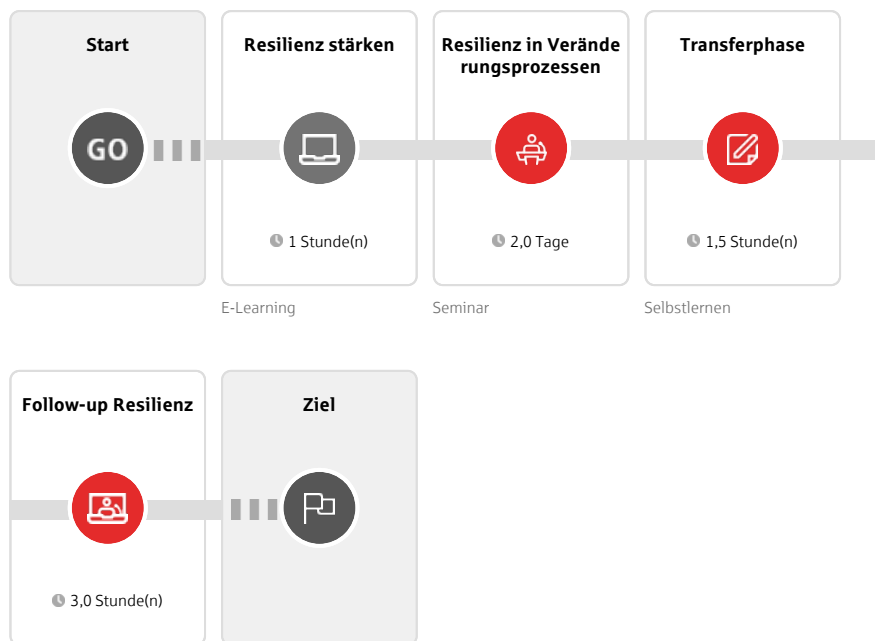 Start
Resilienz stärken
Resilienz in Verände
rungsprozessen
Transferphase
GO
1 Stunde(n)
2,0 Tage
1,5 Stunde(n)
E-Learning
Seminar
Selbstlernen
Follow-up Resilienz
Ziel
3,0 Stunde(n)